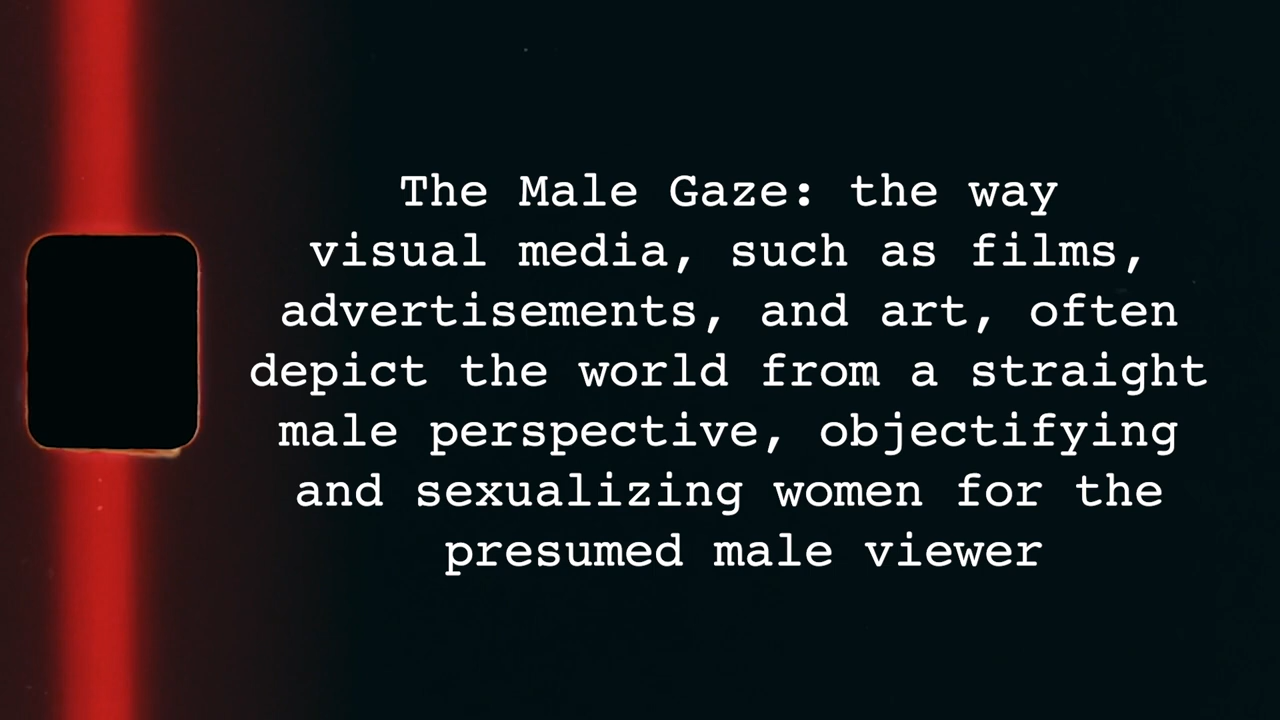 The Male Gaze: the way
visual media, such as films,
advertisements, and art, often
depict the world from a straight
male perspective, objectifying
and sexualizing women for the
presumed male viewer